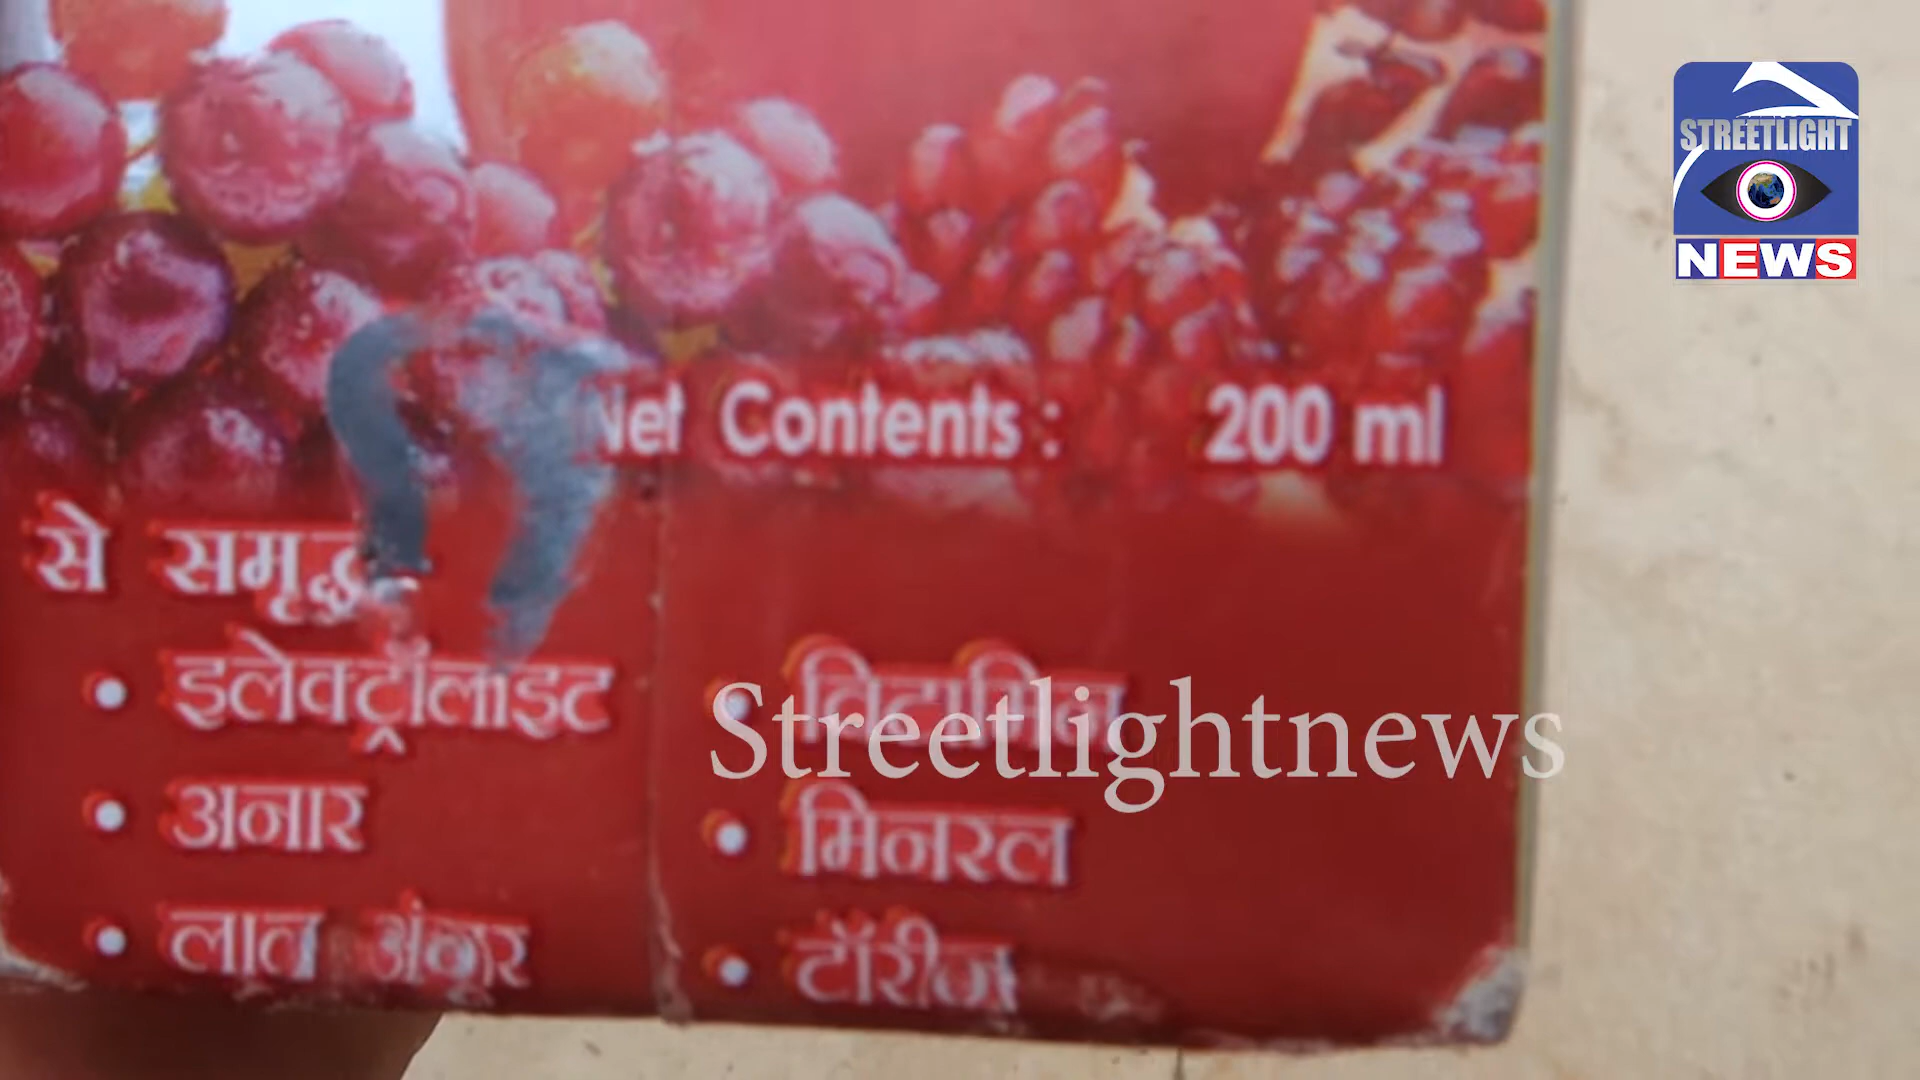 STREETLIGHT
NEWS
Net Contents : 200 ml
से समृद्ध
• इलेक्ट्रॉलाइट
• विटामिन
Streetlightnews
• अनार
• मिनरल
• लाल अंगूर